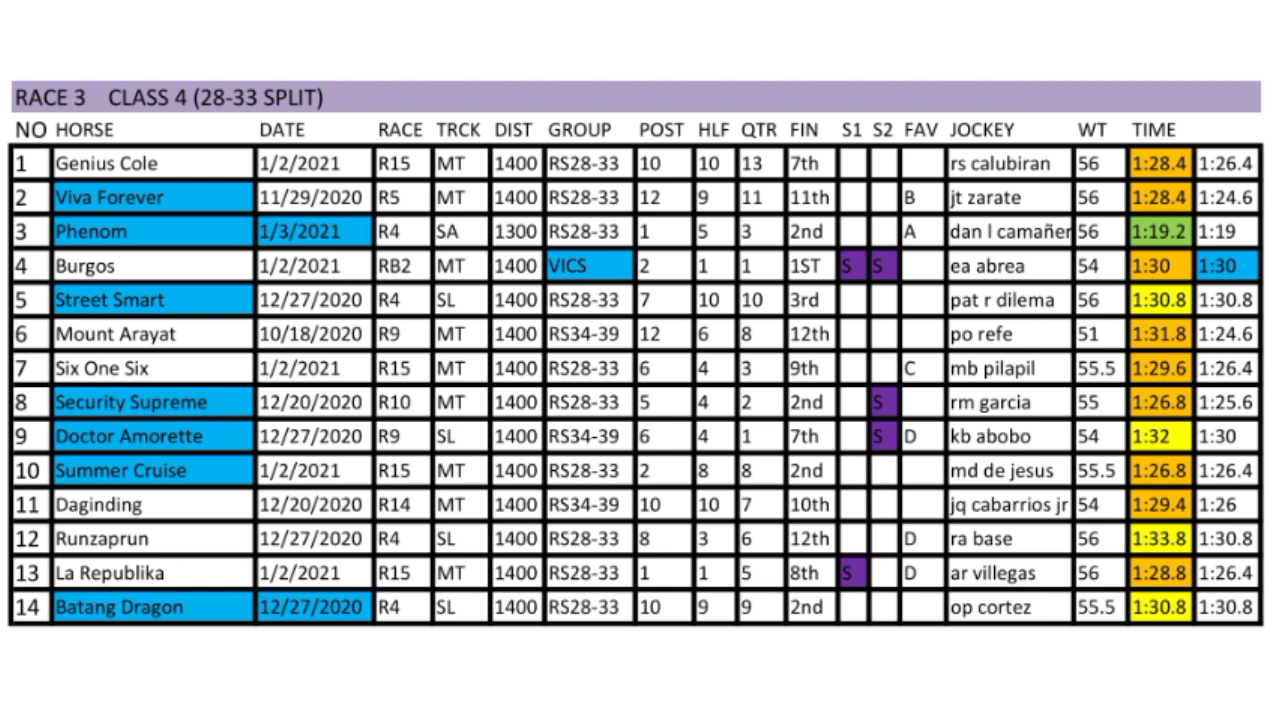 RACE 3 CLASS 4 (28-33 SPLIT)
NO HORSE DATE RACE TRCK DIST GROUP POST HLF QTR FIN S1 S2 FAV JOCKEY WT TIME
1 Genius Cole 1/2/2021 R15 MT 1400 RS28-33 10 10 13 7th rs calubiran 56 1:28.4 1:26.4
2 Viva Forever 11/29/2020 R5 MT 1400 RS28-33 12 9 11 11th B jt zarate 56 1:28.4 1:24.6
3 Phenom 1/3/2021 R4 SA 1300 RS28-33 1 5 3 2nd A dan l camañer 56 1:19.2 1:19
4 Burgos 1/2/2021 RB2 MT 1400 VICS 2 1 1 1ST S S ea abrea 54 1:30 1:30
5 Street Smart 12/27/2020 R4 SL 1400 RS28-33 7 10 10 3rd pat r dilema 56 1:30.8 1:30.8
6 Mount Arayat 10/18/2020 R9 MT 1400 RS34-39 12 6 8 12th po refe 51 1:31.8 1:24.6
7 Six One Six 1/2/2021 R15 MT 1400 RS28-33 6 4 3 9th C mb pilapil 55.5 1:29.6 1:26.4
8 Security Supreme 12/20/2020 R10 MT 1400 RS28-33 5 4 2 2nd S rm garcia 55 1:26.8 1:25.6
9 Doctor Amorette 12/27/2020 R9 SL 1400 RS34-39 6 4 1 7th S D kb abobo 54 1:32 1:30
10 Summer Cruise 1/2/2021 R15 MT 1400 RS28-33 2 8 8 2nd md de jesus 55.5 1:26.8 1:26.4
11 Daginding 12/20/2020 R14 MT 1400 RS34-39 10 10 7 10th jq cabarrios jr 54 1:29.4 1:26
12 Runzaprun 12/27/2020 R4 SL 1400 RS28-33 8 3 6 12th D ra base 56 1:33.8 1:30.8
13 La Republika 1/2/2021 R15 MT 1400 RS28-33 1 1 5 8th S D ar villegas 56 1:28.8 1:26.4
14 Batang Dragon 12/27/2020 R4 SL 1400 RS28-33 10 9 9 2nd op cortez 55.5 1:30.8 1:30.8